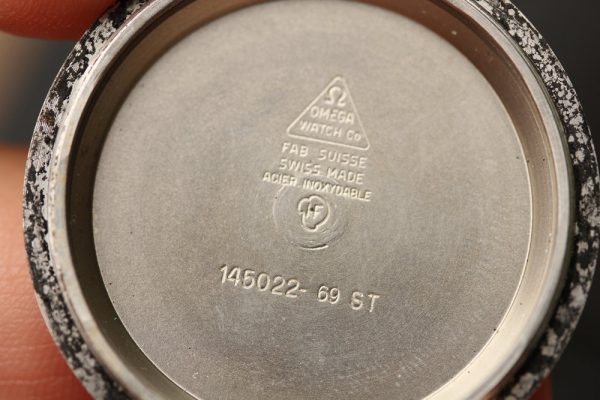 Ω
OMEGA
WATCH Co
FAB SUISSE
SWISS MADE
ACIER INOXYDABLE
145022- 69 ST